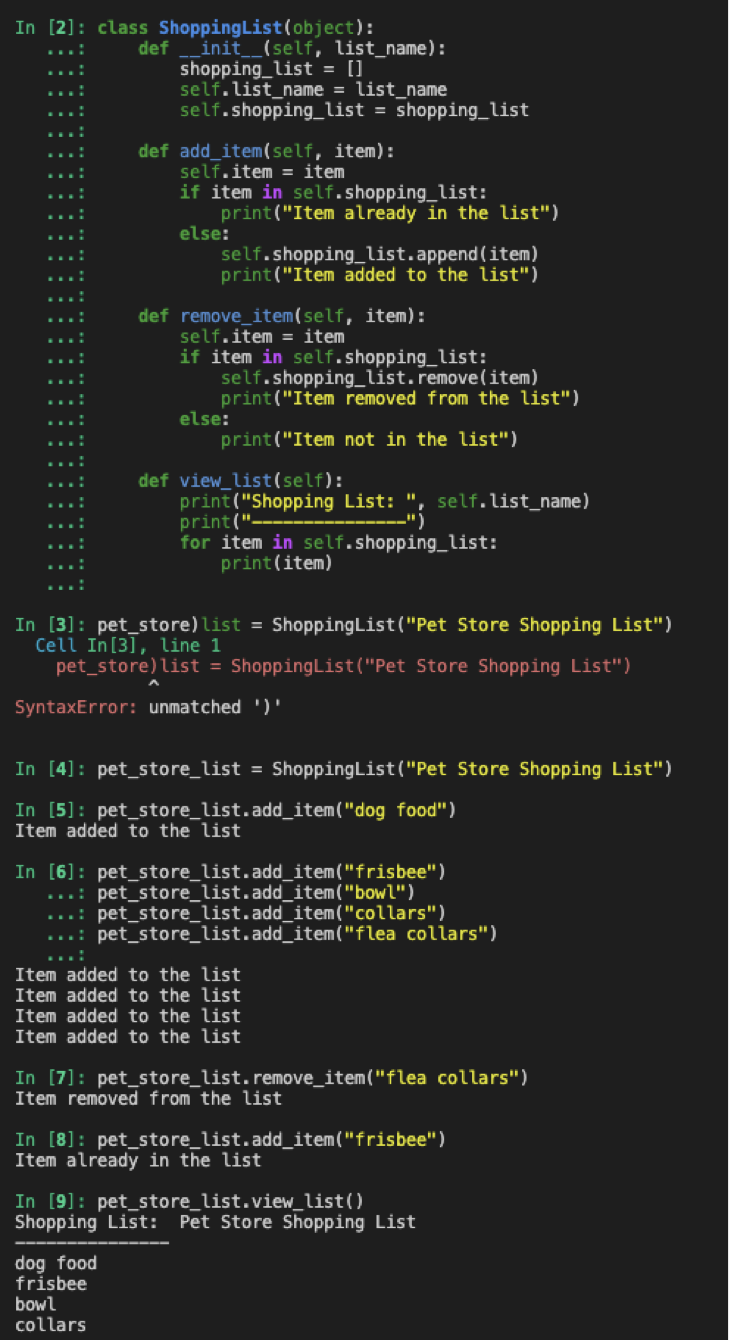 In [2]: class ShoppingList(object):
   ...:     def __init__(self, list_name):
   ...:         shopping_list = []
   ...:         self.list_name = list_name
   ...:         self.shopping_list = shopping_list
   ...:
   ...:     def add_item(self, item):
   ...:         self.item = item
   ...:         if item in self.shopping_list:
   ...:             print("Item already in the list")
   ...:         else:
   ...:             self.shopping_list.append(item)
   ...:             print("Item added to the list")
   ...:
   ...:     def remove_item(self, item):
   ...:         self.item = item
   ...:         if item in self.shopping_list:
   ...:             self.shopping_list.remove(item)
   ...:             print("Item removed from the list")
   ...:         else:
   ...:             print("Item not in the list")
   ...:
   ...:     def view_list(self):
   ...:         print("Shopping List: ", self.list_name)
   ...:         print("---------------")
   ...:         for item in self.shopping_list:
   ...:             print(item)
   ...:

In [3]: pet_store)list = ShoppingList("Pet Store Shopping List")
  Cell In[3], line 1
    pet_store)list = ShoppingList("Pet Store Shopping List")
             ^
SyntaxError: unmatched ')'


In [4]: pet_store_list = ShoppingList("Pet Store Shopping List")

In [5]: pet_store_list.add_item("dog food")
Item added to the list

In [6]: pet_store_list.add_item("frisbee")
   ...: pet_store_list.add_item("bowl")
   ...: pet_store_list.add_item("collars")
   ...: pet_store_list.add_item("flea collars")
   ...:
Item added to the list
Item added to the list
Item added to the list
Item added to the list

In [7]: pet_store_list.remove_item("flea collars")
Item removed from the list

In [8]: pet_store_list.add_item("frisbee")
Item already in the list

In [9]: pet_store_list.view_list()
Shopping List:  Pet Store Shopping List
---------------
dog food
frisbee
bowl
collars